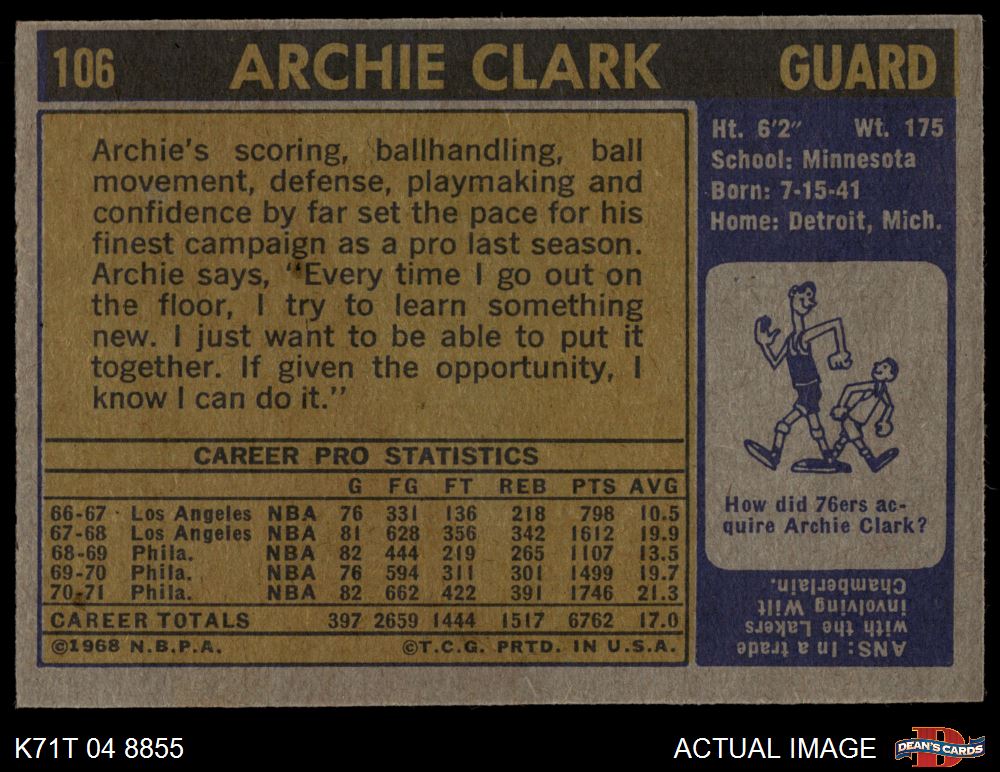 106 ARCHIE CLARK GUARD
Archie's scoring, ballhandling, ball
movement, defense, playmaking and
confidence by far set the pace for his
finest campaign as a pro last season.
Archie says, "Every time I go out on
the floor, I try to learn something
new. I just want to be able to put it
together. If given the opportunity, I
know I can do it."
Ht. 6'2" Wt. 175
School: Minnesota
Born: 7-15-41
Home: Detroit, Mich.
How did 76ers ac-
quire Archie Clark?
ANS: In a trade
with the Lakers
involving Wilt
Chamberlain.
CAREER PRO STATISTICS
G FG FT REB PTS AVG
66-67 Los Angeles NBA 76 331 136 218 798 10.5
67-68 Los Angeles NBA 81 628 356 342 1612 19.9
68-69 Phila. NBA 82 444 219 265 1107 13.5
69-70 Phila. NBA 76 594 311 301 1499 19.7
70-71 Phila. NBA 82 662 422 391 1746 21.3
CAREER TOTALS 397 2659 1444 1517 6762 17.0
©1968 N.B.P.A. ©T.C.G. PRTD. IN U.S.A.
K71T 04 8855 ACTUAL IMAGE
D
DEAN'S CARDS